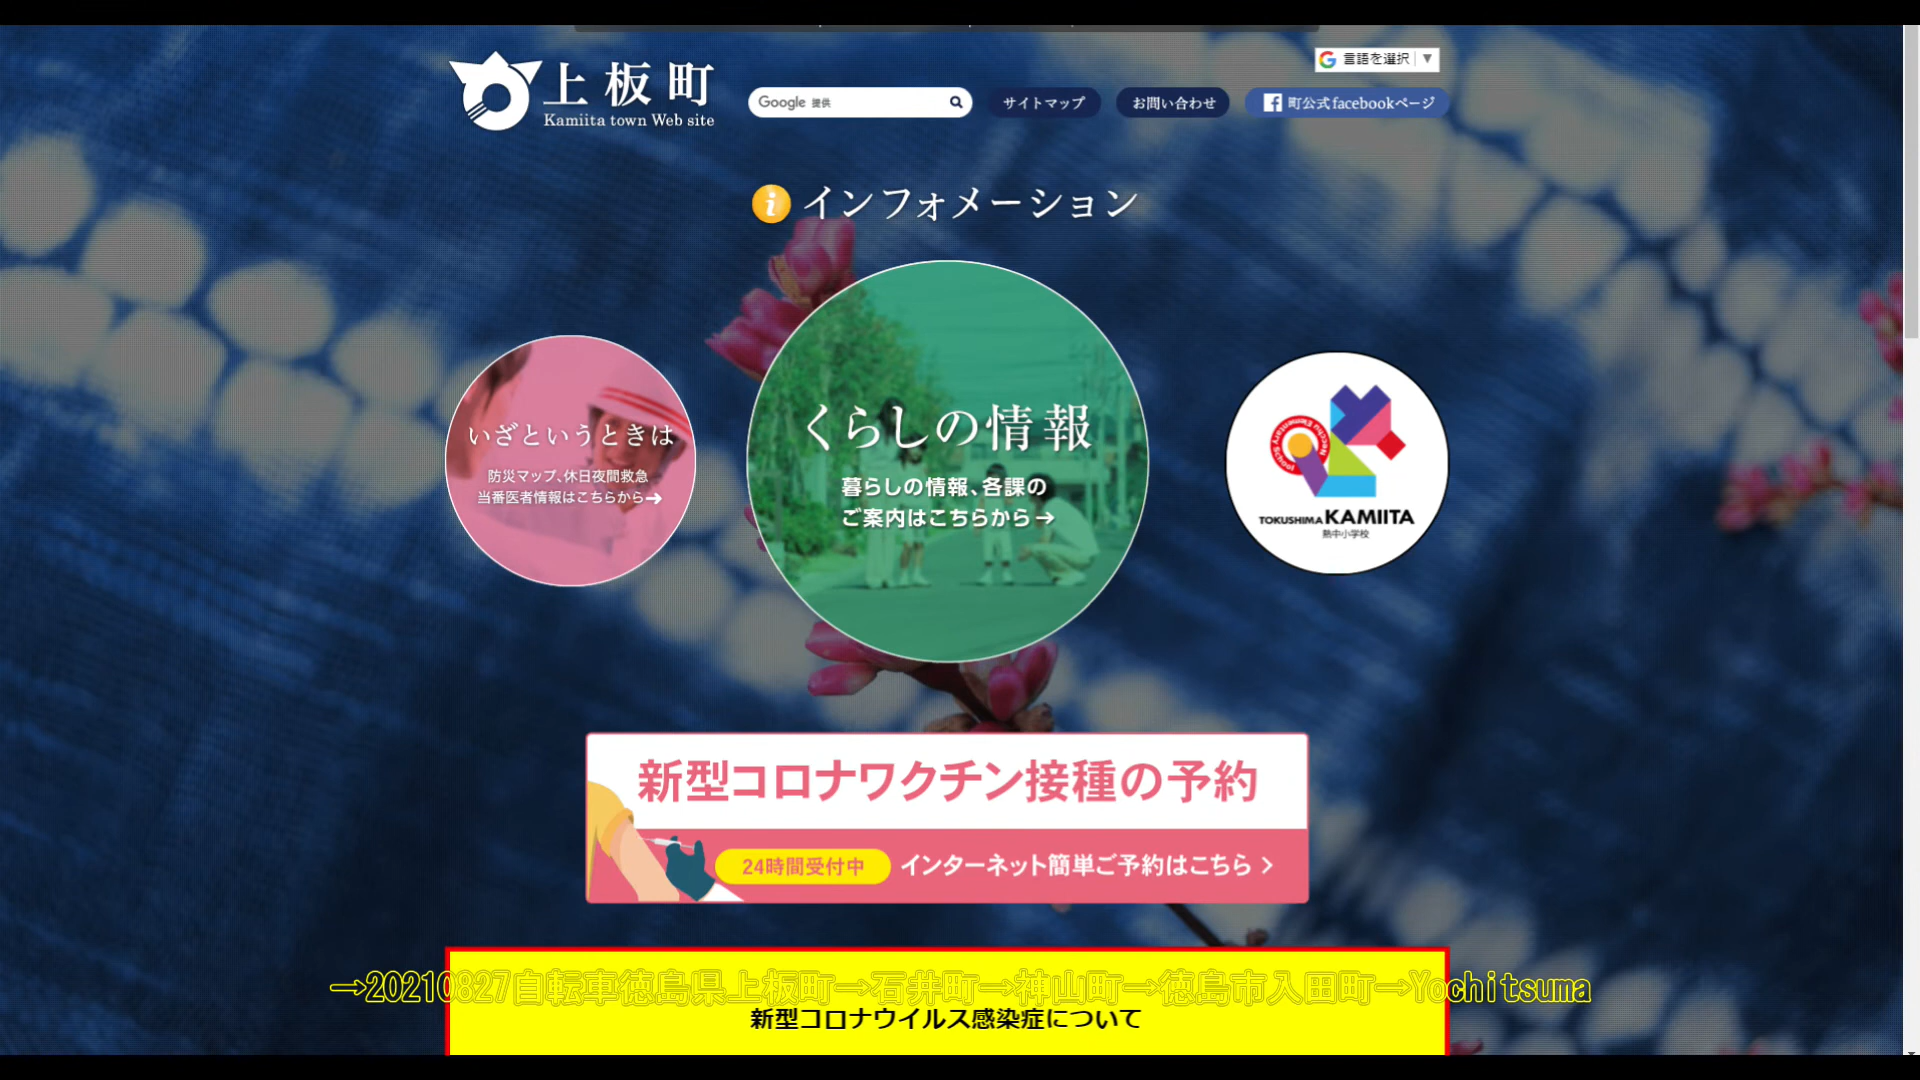 上板町
Kamiita town Web site
Google 提供
サイトマップ
お問い合わせ
言語を選択 ▼
町公式facebookページ
インフォメーション
いざというときは
防災マップ、休日夜間救急
当番医者情報はこちらから→
くらしの情報
暮らしの情報、各課の
ご案内はこちらから→
Necchu Elementary School
TOKUSHIMA KAMIITA
熱中小学校
新型コロナワクチン接種の予約
24時間受付中
インターネット簡単ご予約はこちら >
→20210827自転車徳島県上板町→石井町→神山町→徳島市入田町→Yochitsuma
新型コロナウイルス感染症について